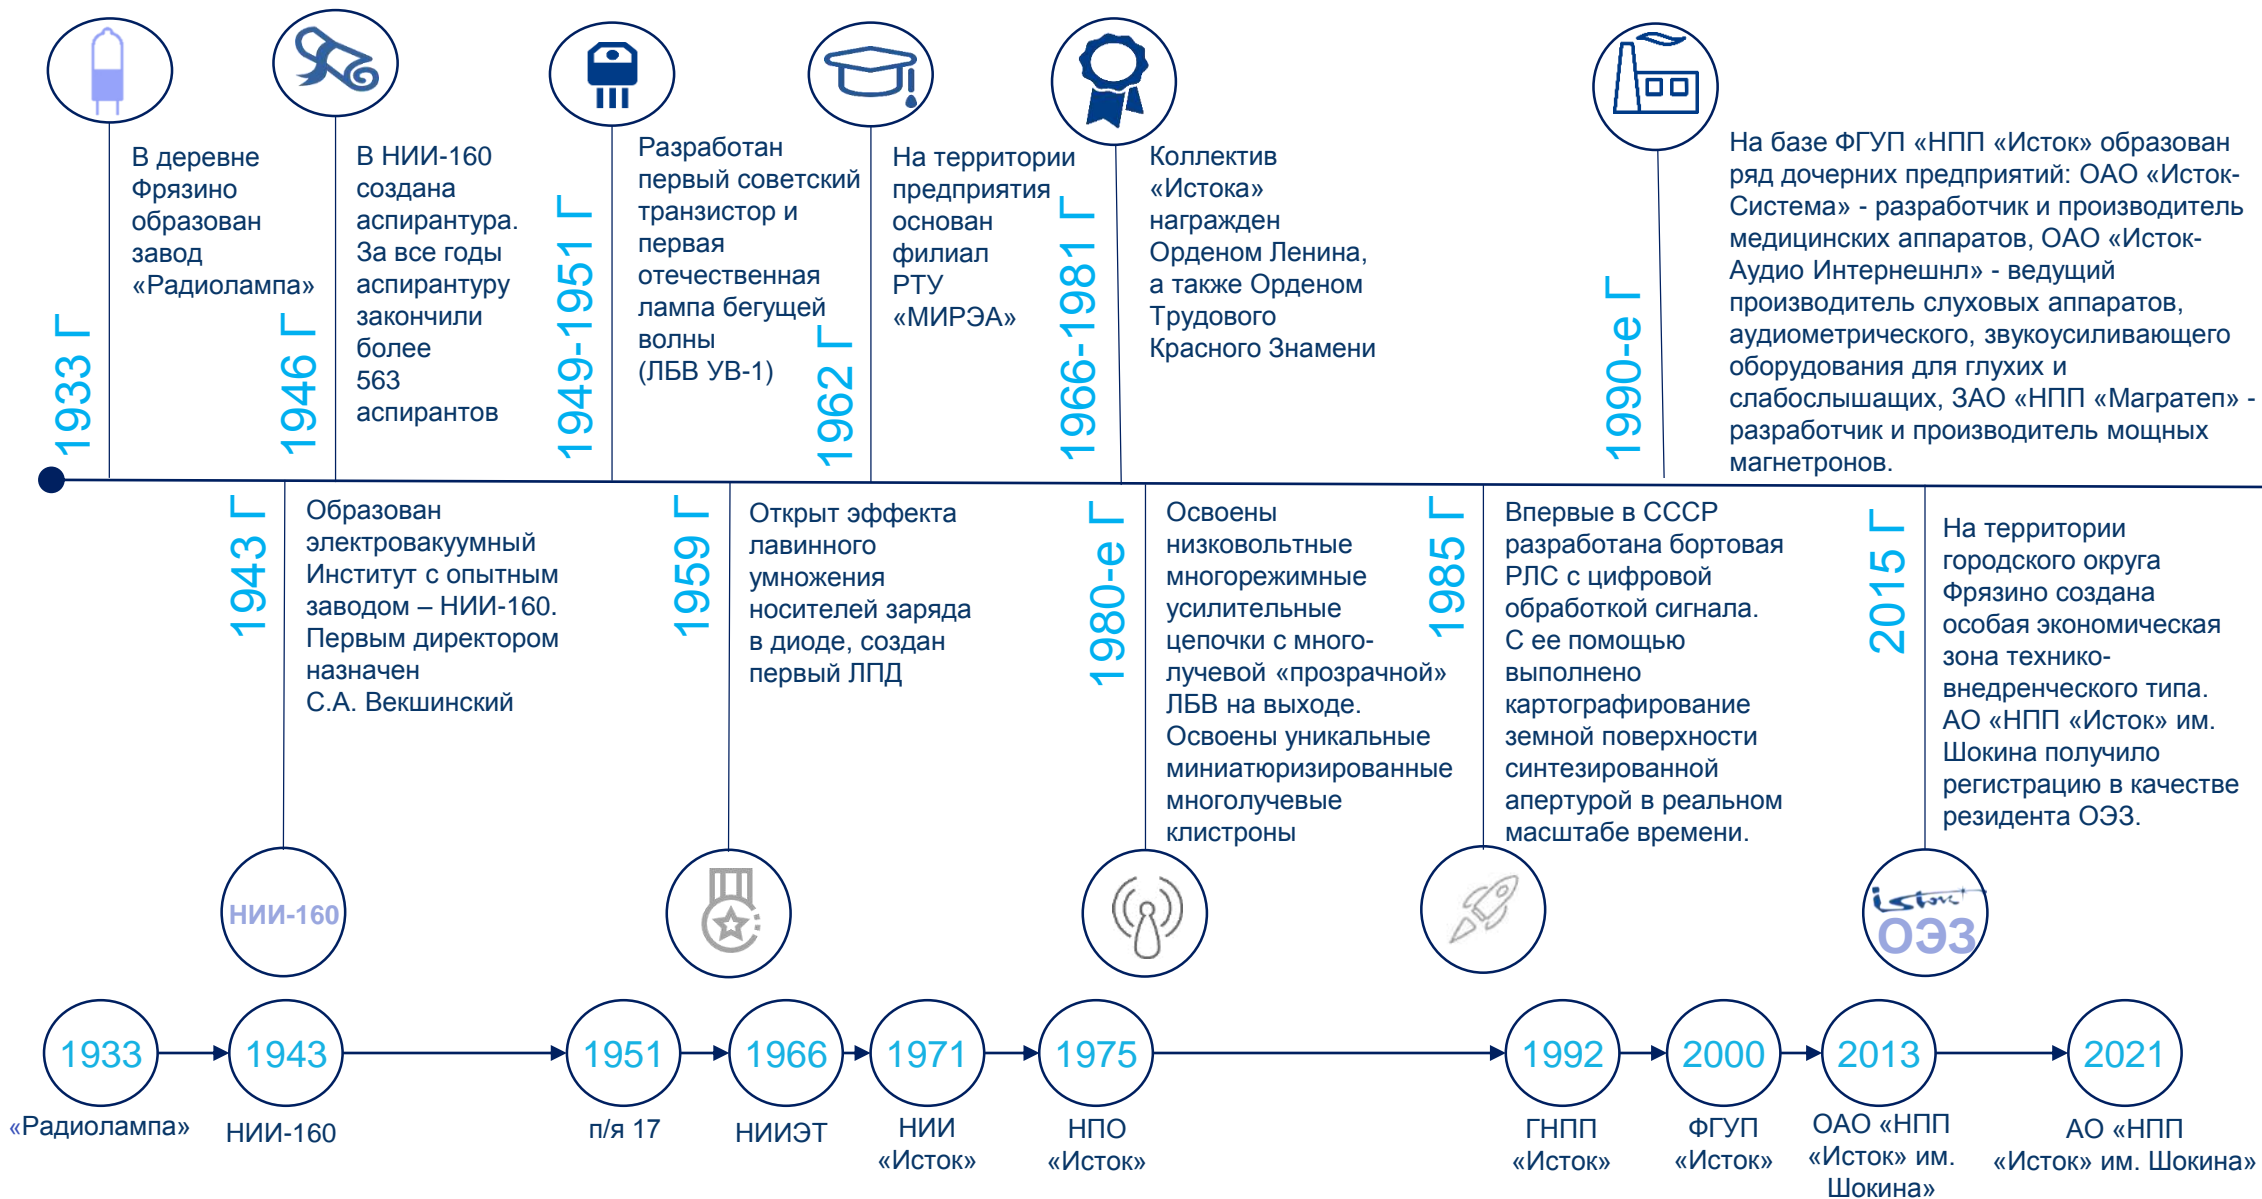 1933 Г
В деревне
Фрязино
образован
завод
«Радиолампа»
1946 Г
В НИИ-160
создана
аспирантура.
За все годы
аспирантуру
закончили
более
563
аспирантов
1949-1951 Г
Разработан
первый советский
транзистор и
первая
отечественная
лампа бегущей
волны
(ЛБВ УВ-1)
1962 Г
На территории
предприятия
основан
филиал
РТУ
«МИРЭА»
1966-1981 Г
Коллектив
«Истока»
награжден
Орденом Ленина,
а также Орденом
Трудового
Красного Знамени
1990-е Г
На базе ФГУП «НПП «Исток» образован
ряд дочерних предприятий: ОАО «Исток-
Система» - разработчик и производитель
медицинских аппаратов, ОАО «Исток-
Аудио Интернешнл» - ведущий
производитель слуховых аппаратов,
аудиометрического, звукоусиливающего
оборудования для глухих и
слабослышащих, ЗАО «НПП «Магратеп» -
разработчик и производитель мощных
магнетронов.
1943 Г
Образован
электровакуумный
Институт с опытным
заводом – НИИ-160.
Первым директором
назначен
С.А. Векшинский
НИИ-160
1959 Г
Открыт эффекта
лавинного
умножения
носителей заряда
в диоде, создан
первый ЛПД
1980-е Г
Освоены
низковольтные
многорежимные
усилительные
цепочки с много-
лучевой «прозрачной»
ЛБВ на выходе.
Освоены уникальные
миниатюризированные
многолучевые
клистроны
1985 Г
Впервые в СССР
разработана бортовая
РЛС с цифровой
обработкой сигнала.
С ее помощью
выполнено
картографирование
земной поверхности
синтезированной
апертурой в реальном
масштабе времени.
2015 Г
На территории
городского округа
Фрязино создана
особая экономическая
зона технико-
внедренческого типа.
АО «НПП «Исток» им.
Шокина получило
регистрацию в качестве
резидента ОЭЗ.
istok
ОЭЗ
1933
«Радиолампа»
1943
НИИ-160
1951
п/я 17
1966
НИИЭТ
1971
НИИ
«Исток»
1975
НПО
«Исток»
1992
ГНПП
«Исток»
2000
ФГУП
«Исток»
2013
ОАО «НПП
«Исток» им.
Шокина»
2021
АО «НПП
«Исток» им. Шокина»